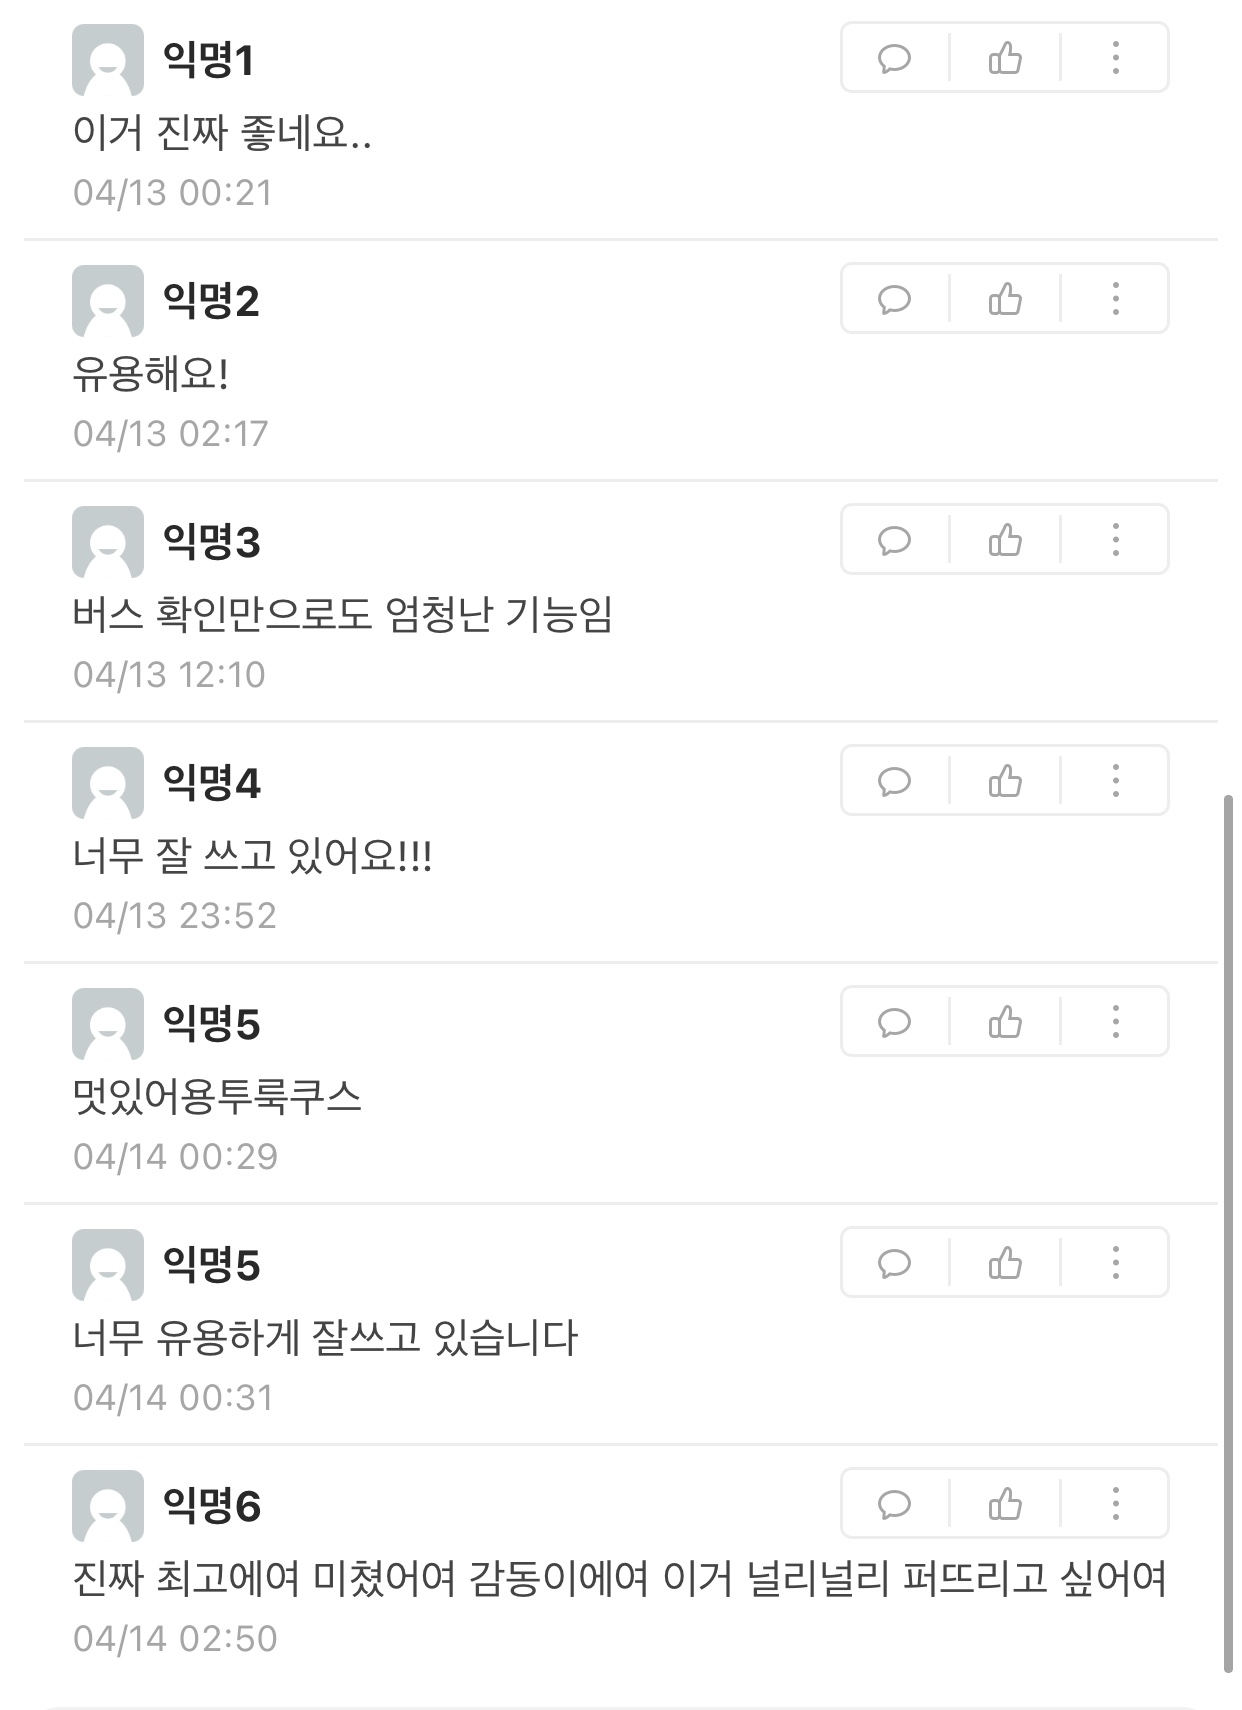 익명1
이거 진짜 좋네요..
04/13 00:21
익명2
유용해요!
04/13 02:17
익명3
버스 확인만으로도 엄청난 기능임
04/13 12:10
익명4
너무 잘 쓰고 있어요!!!
04/13 23:52
익명5
멋있어용투룩쿠스
04/14 00:29
익명5
너무 유용하게 잘쓰고 있습니다
04/14 00:31
익명6
진짜 최고에여 미쳤어여 감동이에여 이거 널리널리 퍼뜨리고 싶어여
04/14 02:50